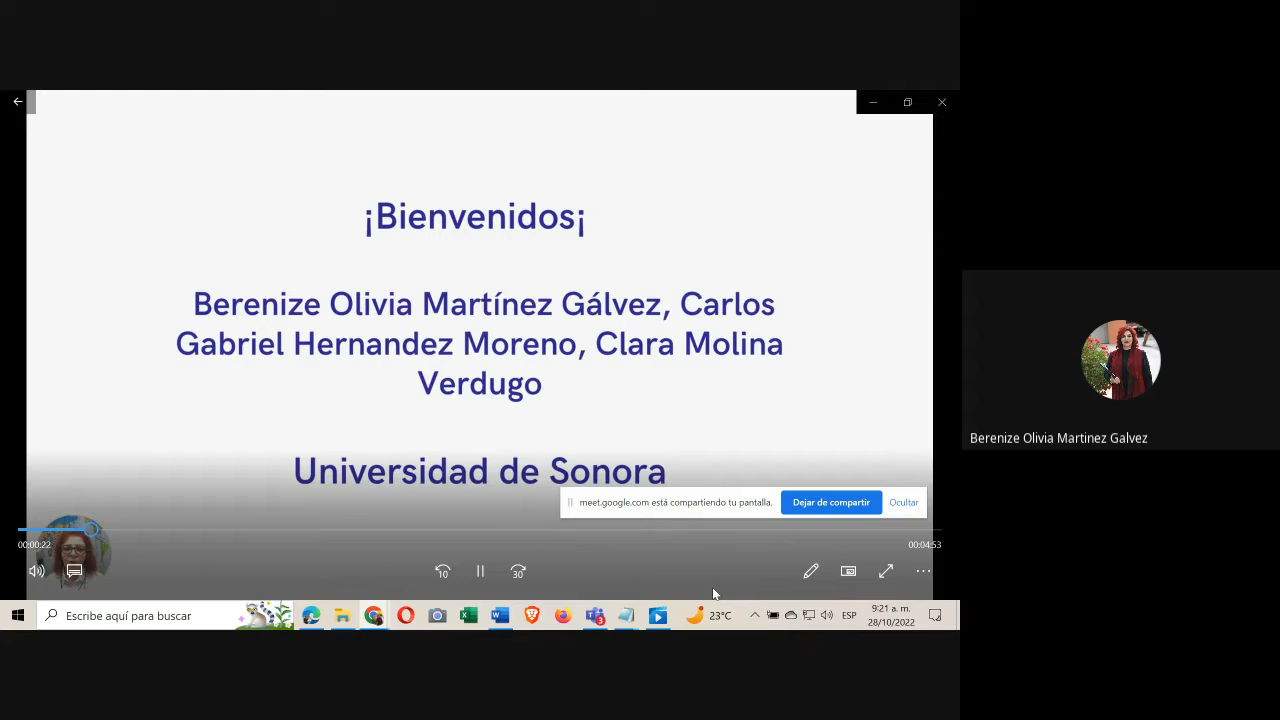 ¡Bienvenidos¡
Berenize Olivia Martínez Gálvez, Carlos
Gabriel Hernandez Moreno, Clara Molina
Verdugo
Universidad de Sonora
meet.google.com está compartiendo tu pantalla.
Dejar de compartir
Ocultar
Berenize Olivia Martinez Galvez
00:00:22
00:04:53
10
30
Escribe aquí para buscar
3
23°C
ESP
9:21 a. m.
28/10/2022